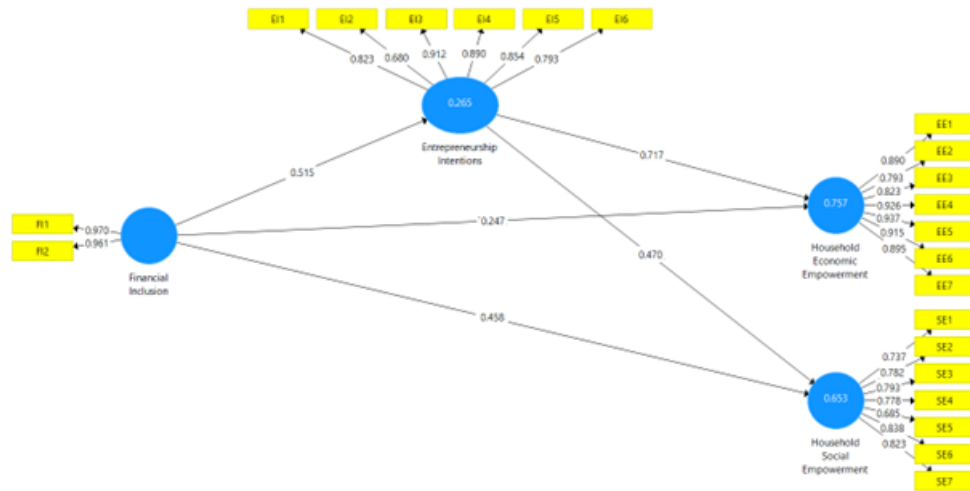 EI1 EI2 EI3 EI4 EI5 EI6
0.823 0.680 0.912 0.890 0.854 0.793
0.265
Entrepreneurship
Intentions
0.515
0.717
0.247
0.470
0.458
FI1
0.970
FI2
0.961
Financial
Inclusion
0.757
Household
Economic
Empowerment
0.890
0.793
0.823
0.926
0.937
0.915
0.895
EE1
EE2
EE3
EE4
EE5
EE6
EE7
0.653
Household
Social
Empowerment
0.737
0.782
0.793
0.778
0.685
0.838
0.823
SE1
SE2
SE3
SE4
SE5
SE6
SE7